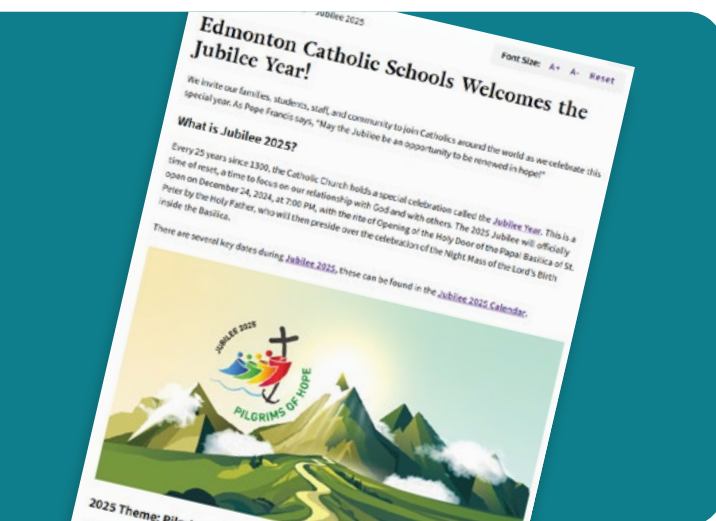 Jubilee 2025
Font Size: A+ A- Reset
Edmonton Catholic Schools Welcomes the
Jubilee Year!
We invite our families, students, staff, and community to join Catholics around the world as we celebrate this
special year. As Pope Francis says, "May the Jubilee be an opportunity to be renewed in hope!"
What is Jubilee 2025?
Every 25 years since 1300, the Catholic Church holds a special celebration called the Jubilee Year. This is a
time of reset, a time to focus on our relationship with God and with others. The 2025 Jubilee will officially
open on December 24, 2024, at 7:00 PM, with the rite of Opening of the Holy Door of the Papal Basilica of St.
Peter by the Holy Father, who will then preside over the celebration of the Night Mass of the Lord's Birth
inside the Basilica.
There are several key dates during Jubilee 2025, these can be found in the Jubilee 2025 Calendar.
JUBILEE 2025
PILGRIMS OF HOPE
2025 Theme: